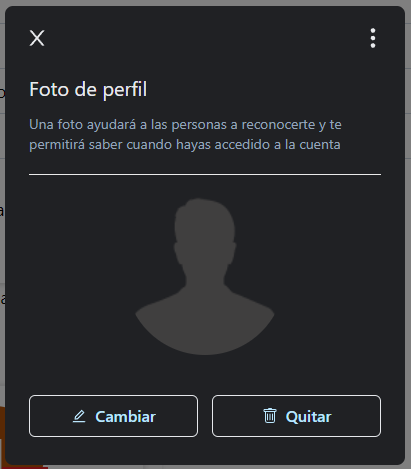 X
Foto de perfil
Una foto ayudará a las personas a reconocerte y te
permitirá saber cuando hayas accedido a la cuenta
Cambiar
Quitar